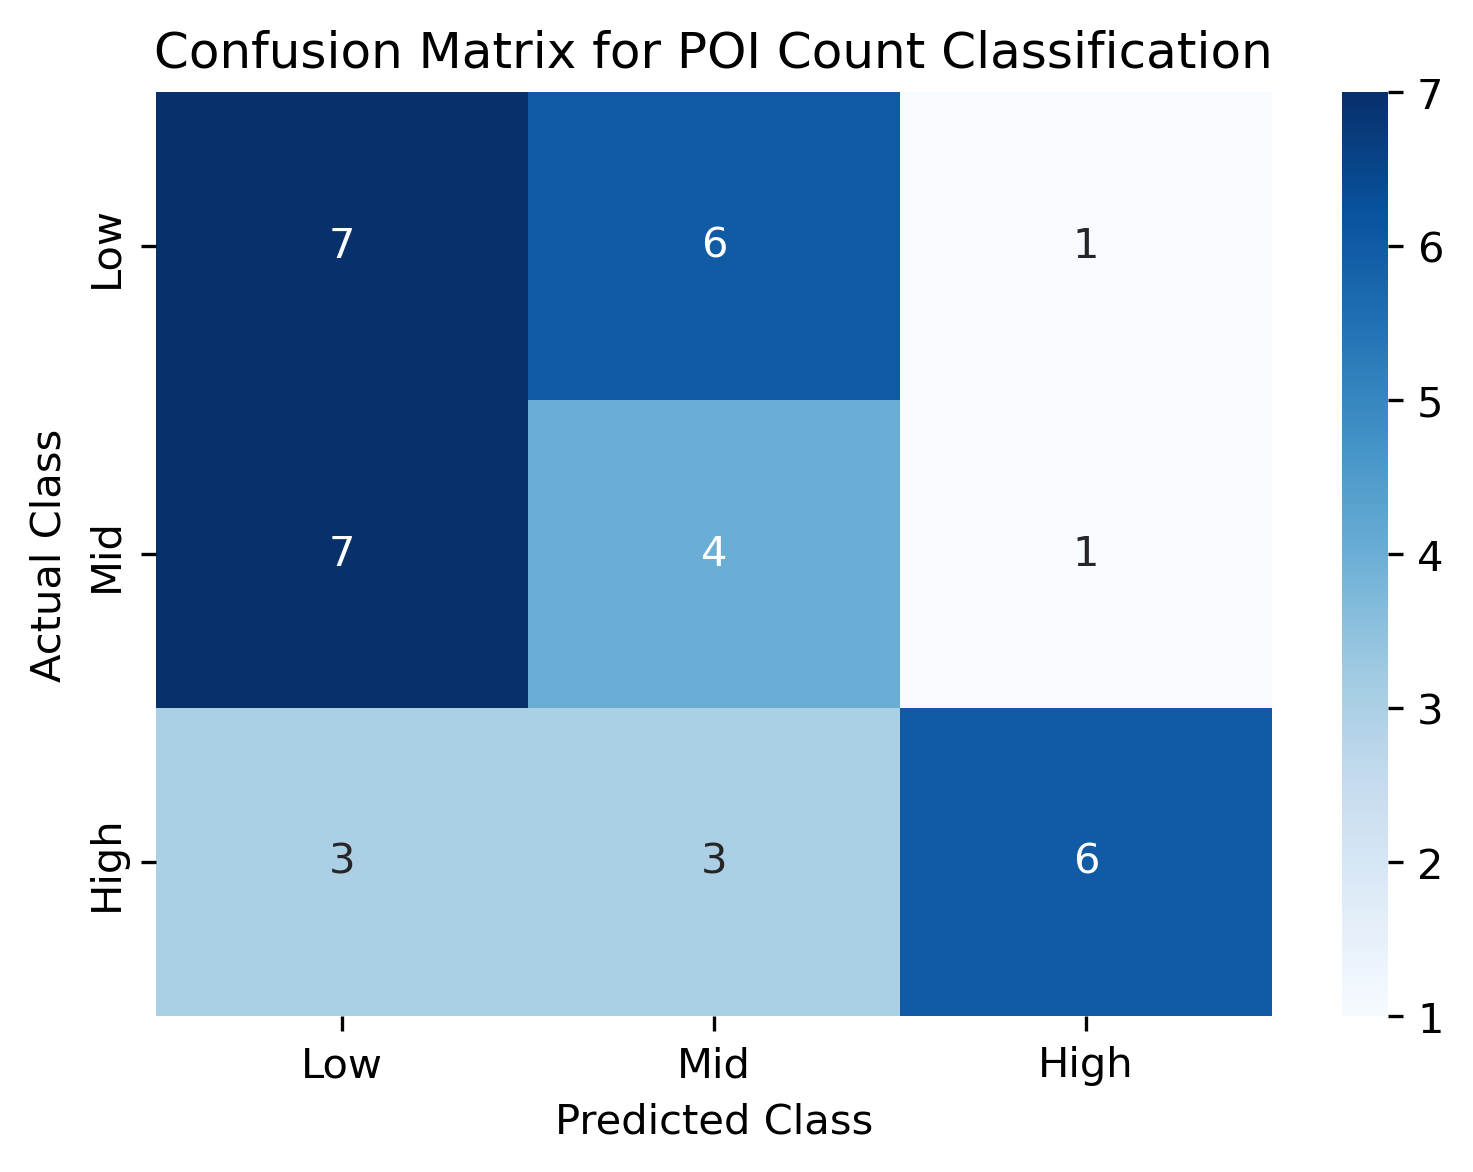 Confusion Matrix for POI Count Classification
Actual Class
Low
7 6 1
Mid
7 4 1
High
3 3 6
Low Mid High
Predicted Class
7
6
5
4
3
2
1